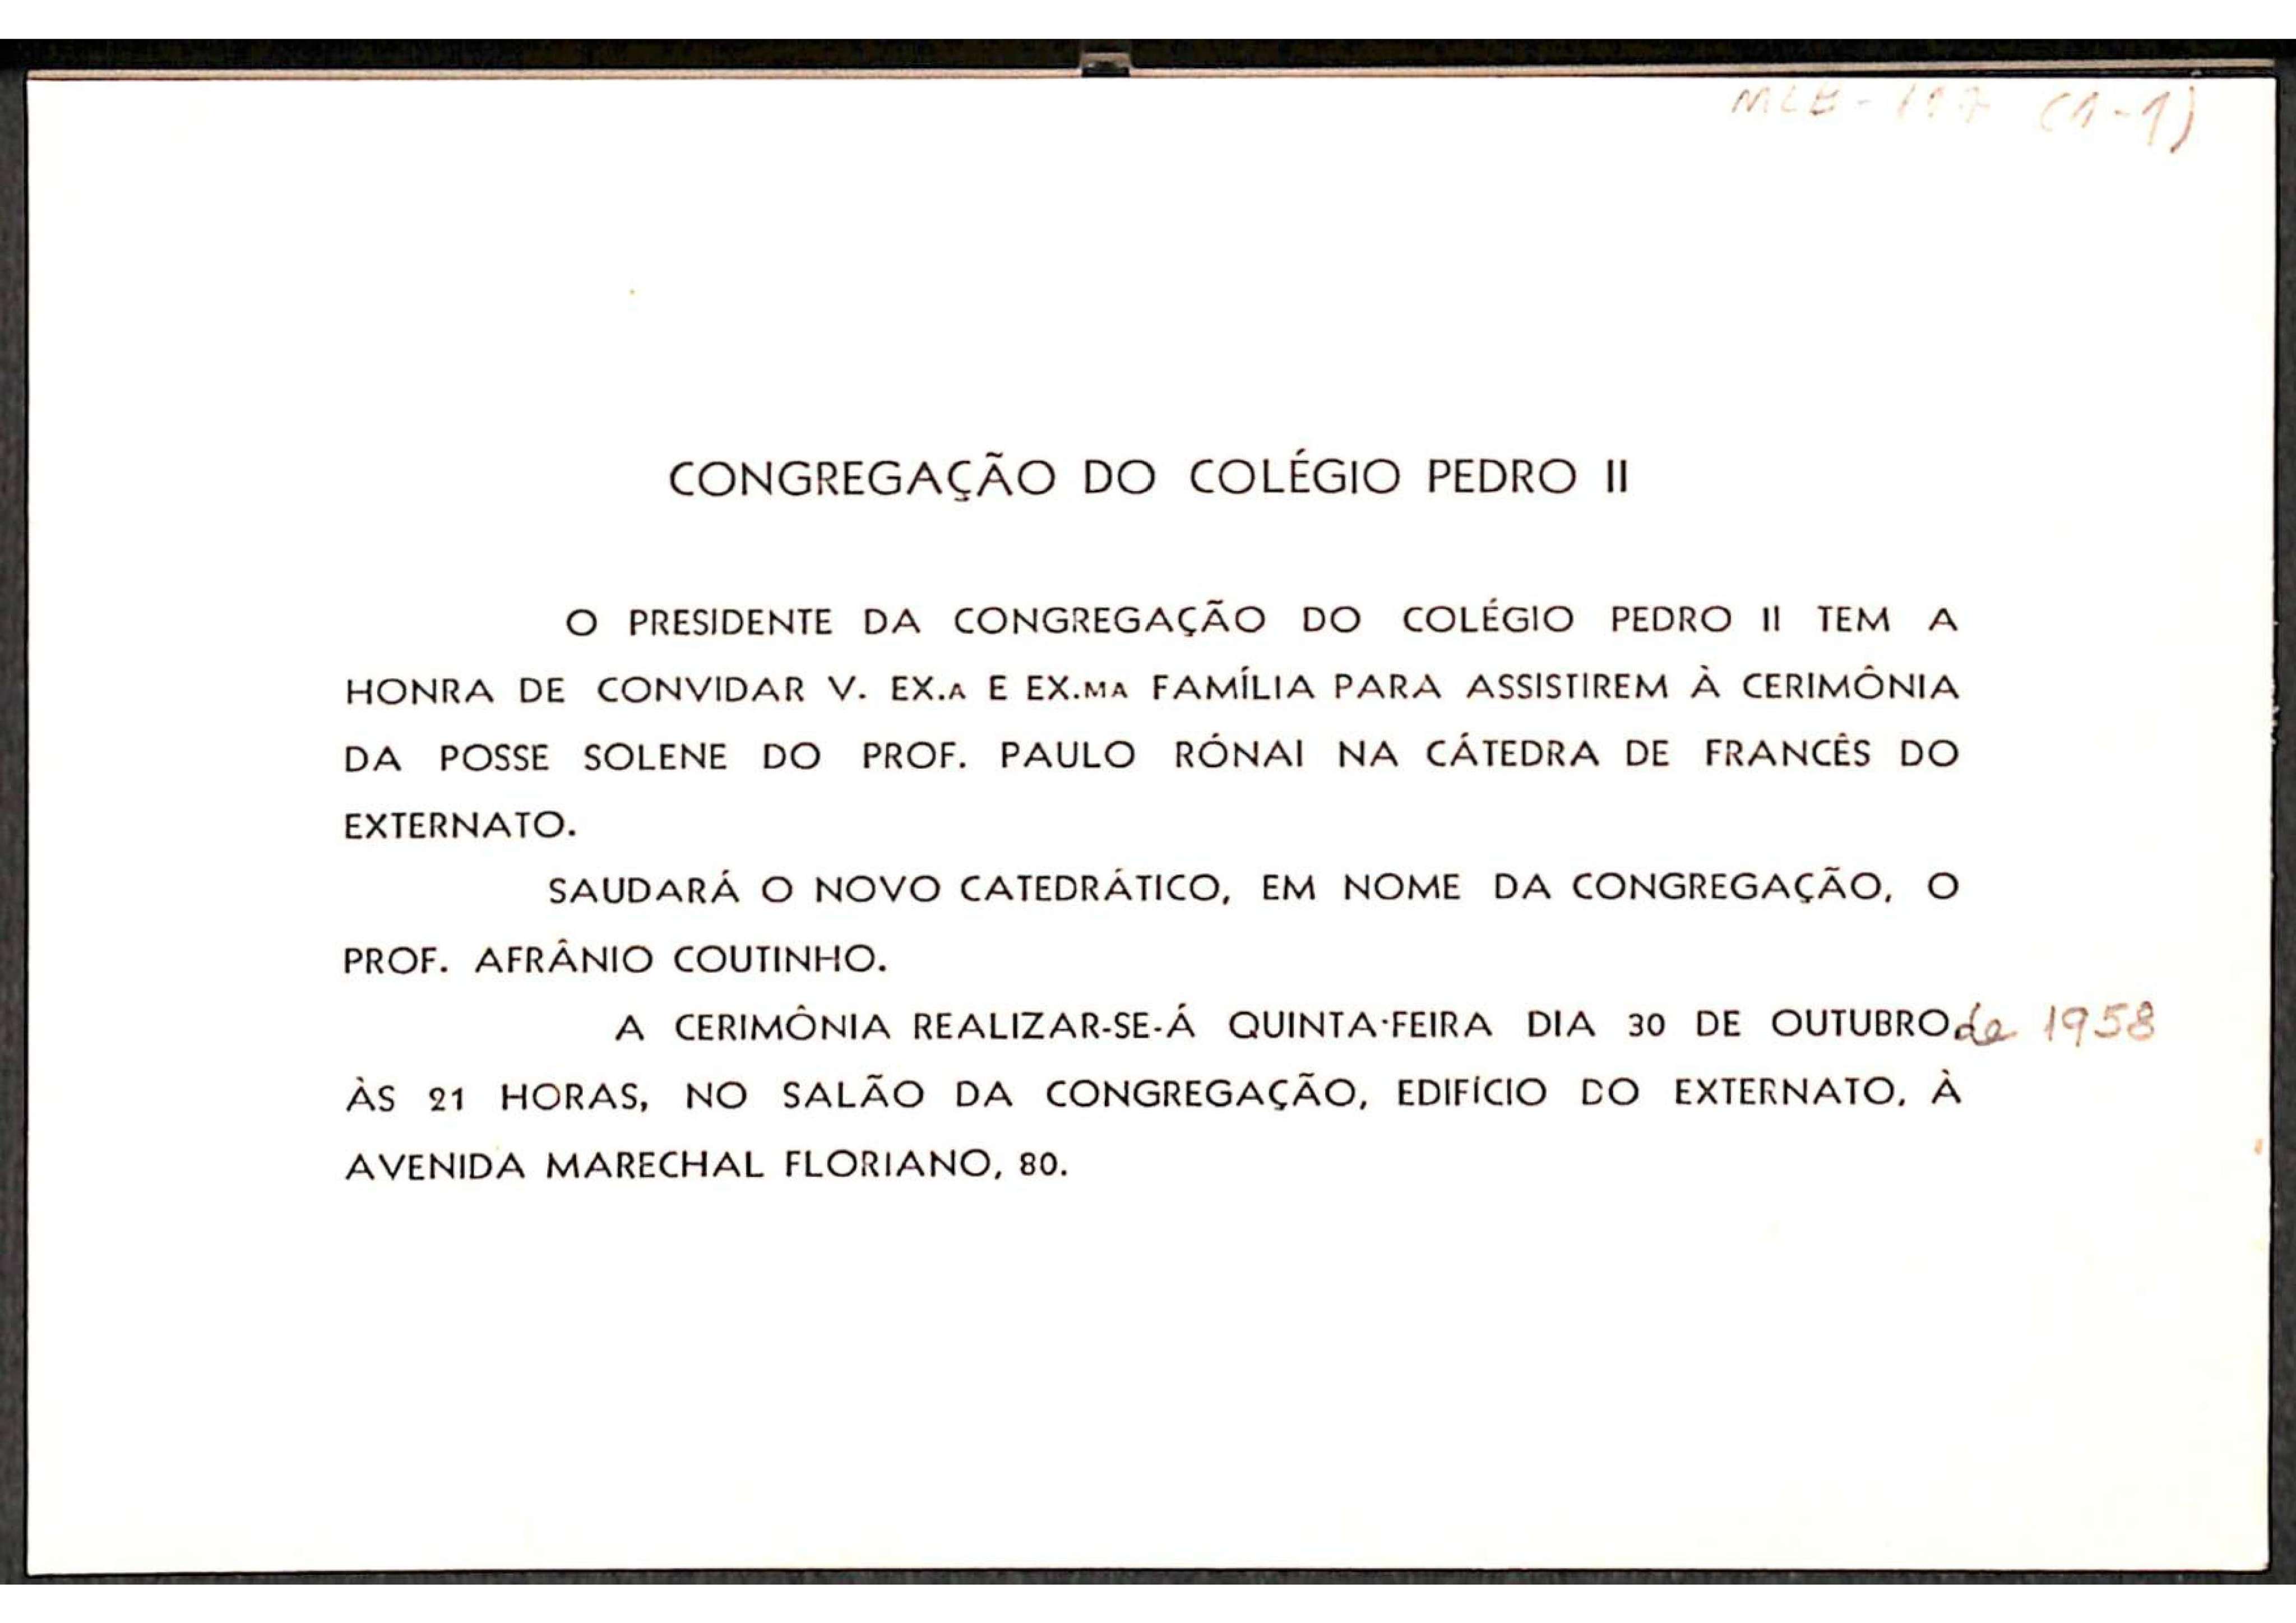 (1-1)
CONGREGAÇÃO DO COLÉGIO PEDRO II
O PRESIDENTE DA CONGREGAÇÃO DO COLÉGIO PEDRO II TEM A
HONRA DE CONVIDAR V. EX.A E EX.MA FAMÍLIA PARA ASSISTIREM À CERIMÔNIA
DA POSSE SOLENE DO PROF. PAULO RÓNAI NA CÁTEDRA DE FRANCÊS DO
EXTERNATO.
SAUDARÁ O NOVO CATEDRÁTICO, EM NOME DA CONGREGAÇÃO, O
PROF. AFRÂNIO COUTINHO.
A CERIMÔNIA REALIZAR-SE-Á QUINTA-FEIRA DIA 30 DE OUTUBRO de 1958
ÀS 21 HORAS, NO SALÃO DA CONGREGAÇÃO, EDIFÍCIO DO EXTERNATO, À
AVENIDA MARECHAL FLORIANO, 80.